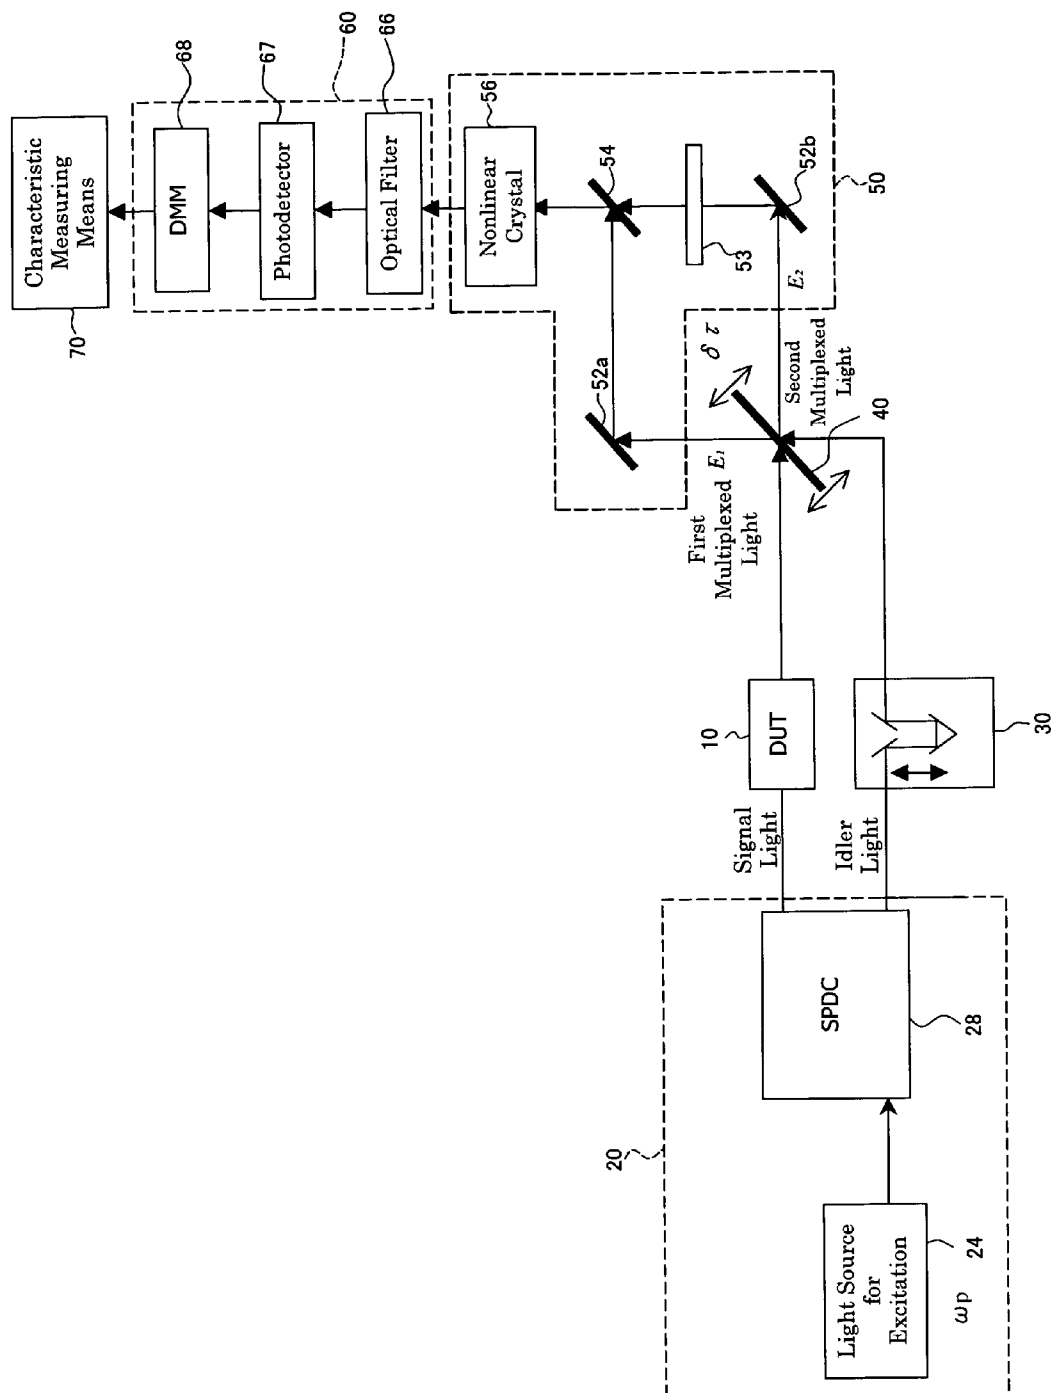 20
Light Source
for
Excitation
24
ωp
SPDC
28
Signal
Light
Idler
Light
10
DUT
30
First
Multiplexed
Light
E₁
δτ
Second
Multiplexed
Light
E₂
40
50
52a
52b
53
54
Nonlinear
Crystal
56
60
Optical Filter
66
Photodetector
67
DMM
68
Characteristic
Measuring
Means
70